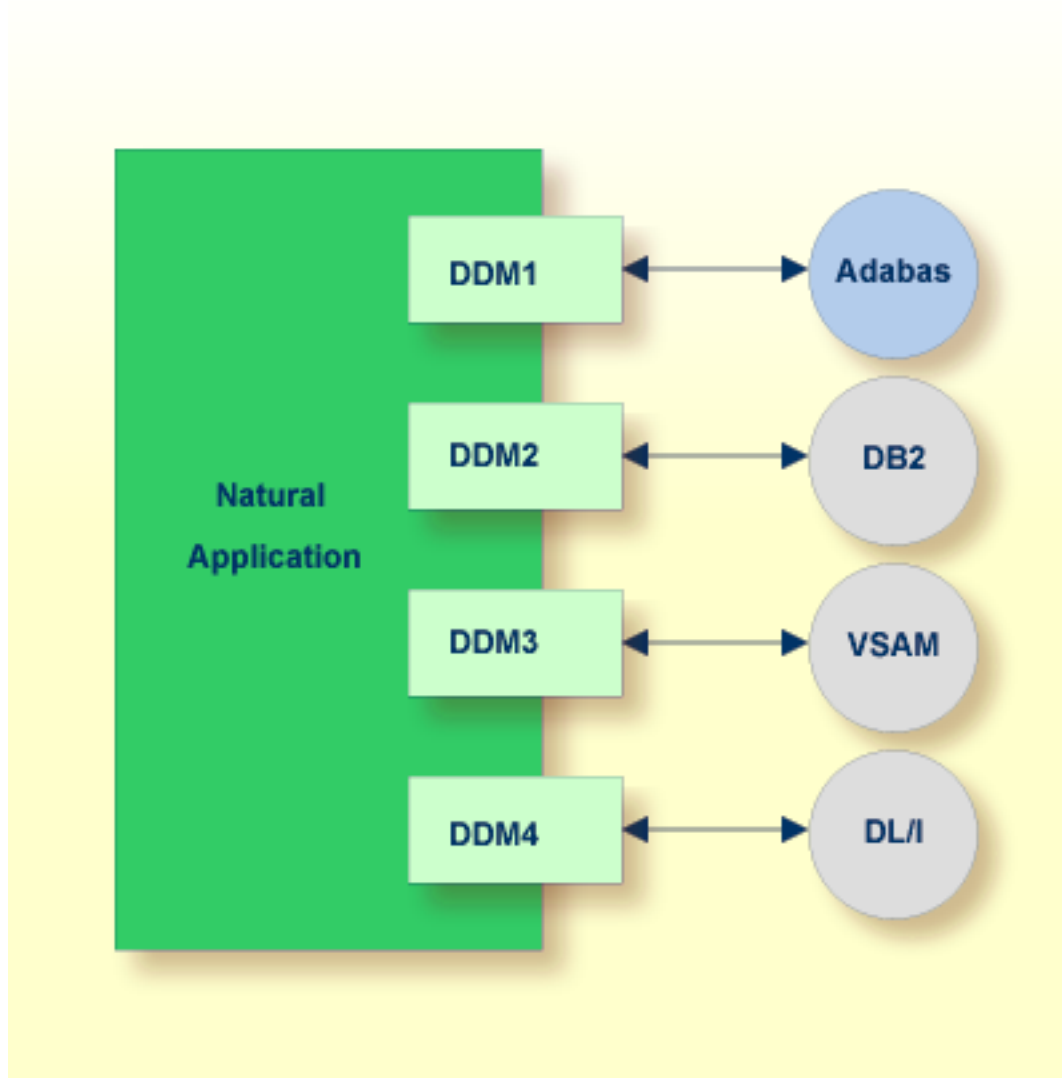 DDM1
Adabas
DDM2
DB2
Natural
Application
DDM3
VSAM
DDM4
DL/I